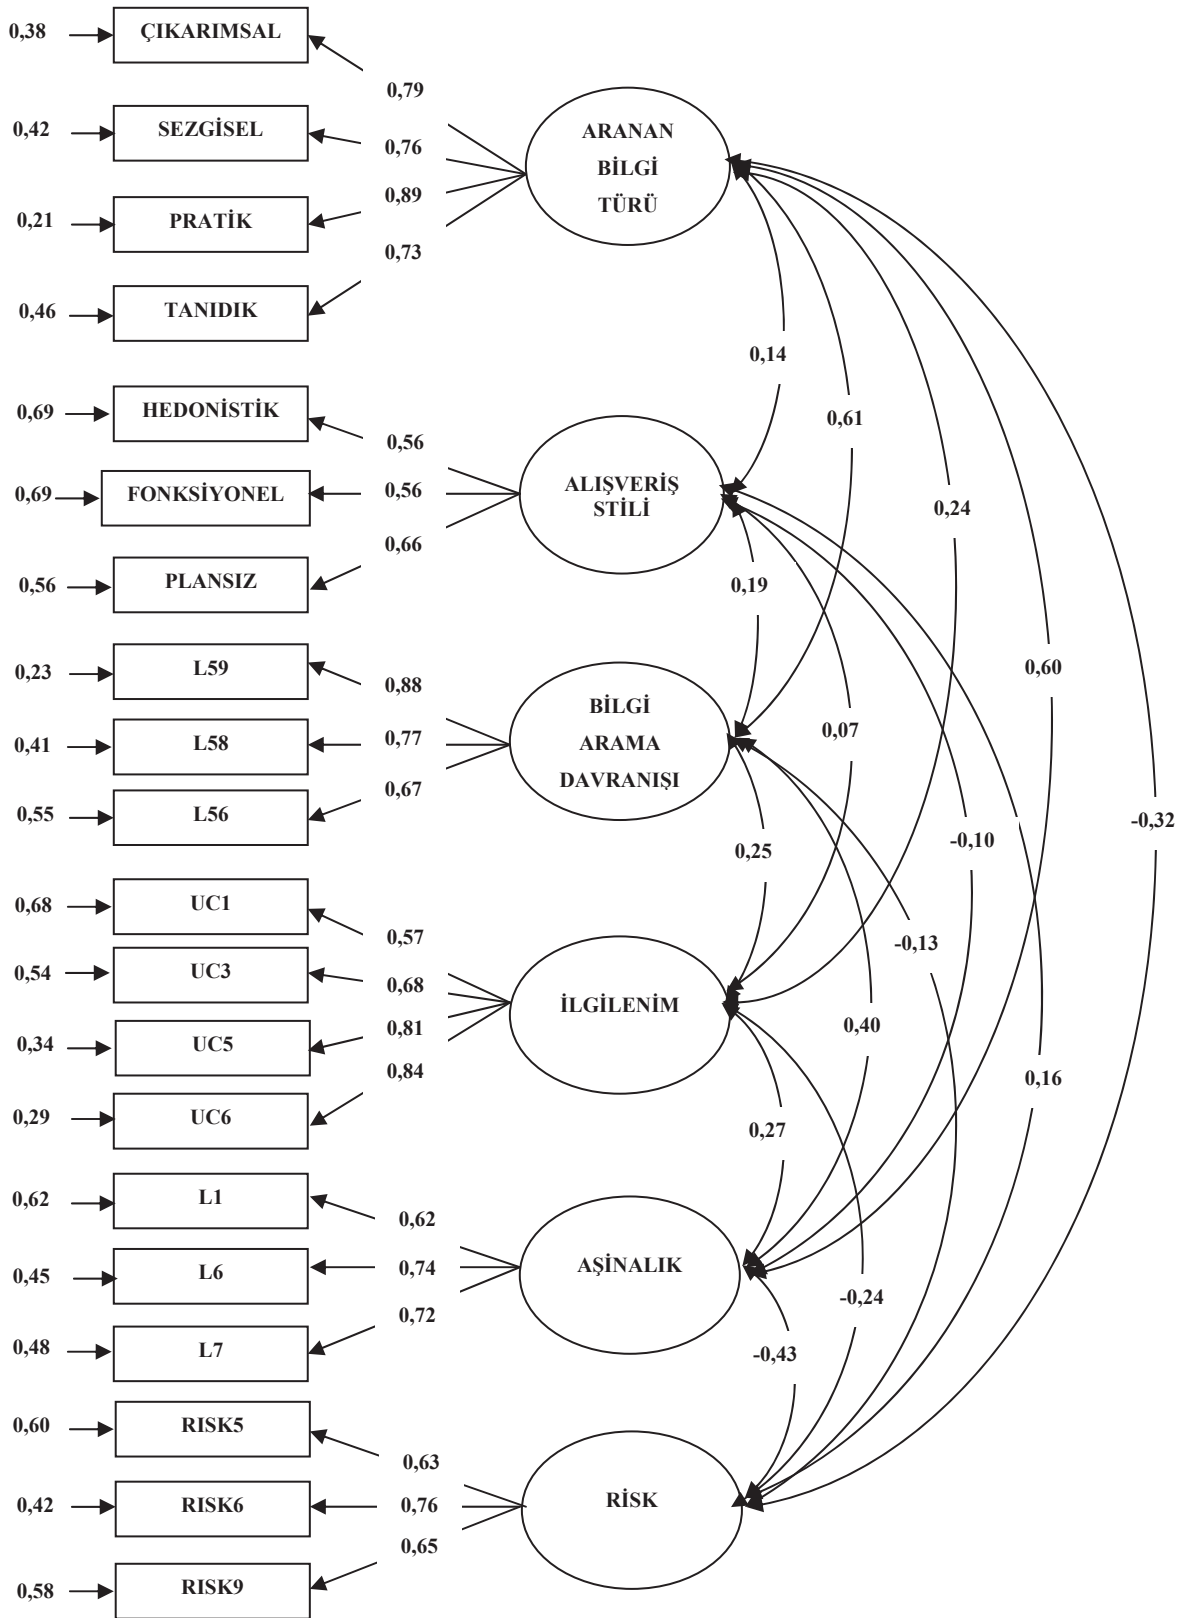 0,38
ÇIKARIMSAL
0,79
0,42
SEZGİSEL
0,76
0,21
PRATİK
0,89
0,46
TANIDIK
0,73
ARANAN
BİLGİ
TÜRÜ
0,69
HEDONİSTİK
0,56
0,69
FONKSİYONEL
0,56
0,56
PLANSIZ
0,66
ALIŞVERİŞ
STİLİ
0,23
L59
0,88
0,41
L58
0,77
0,55
L56
0,67
BİLGİ
ARAMA
DAVRANIŞI
0,68
UC1
0,57
0,54
UC3
0,68
0,34
UC5
0,81
0,29
UC6
0,84
İLGİLENİM
0,62
L1
0,62
0,45
L6
0,74
0,48
L7
0,72
AŞİNALIK
0,60
RISK5
0,63
0,42
RISK6
0,76
0,58
RISK9
0,65
RİSK
0,14
0,61
0,24
0,60
-0,32
0,19
0,07
-0,10
0,16
0,25
0,40
-0,13
0,27
-0,24
-0,43